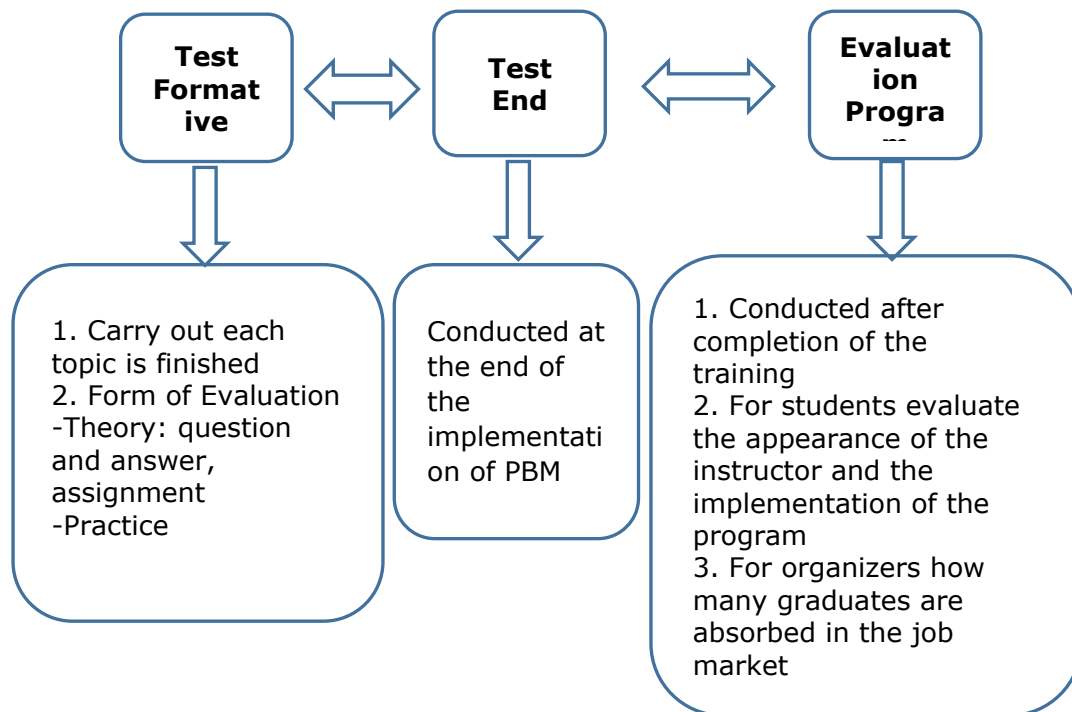 Test
Format
ive
Test
End
Evaluat
ion
Progra
1. Carry out each
topic is finished
2. Form of Evaluation
-Theory: question
and answer,
assignment
-Practice
Conducted at
the end of
the
implementati
on of PBM
1. Conducted after
completion of the
training
2. For students evaluate
the appearance of the
instructor and the
implementation of the
program
3. For organizers how
many graduates are
absorbed in the job
market